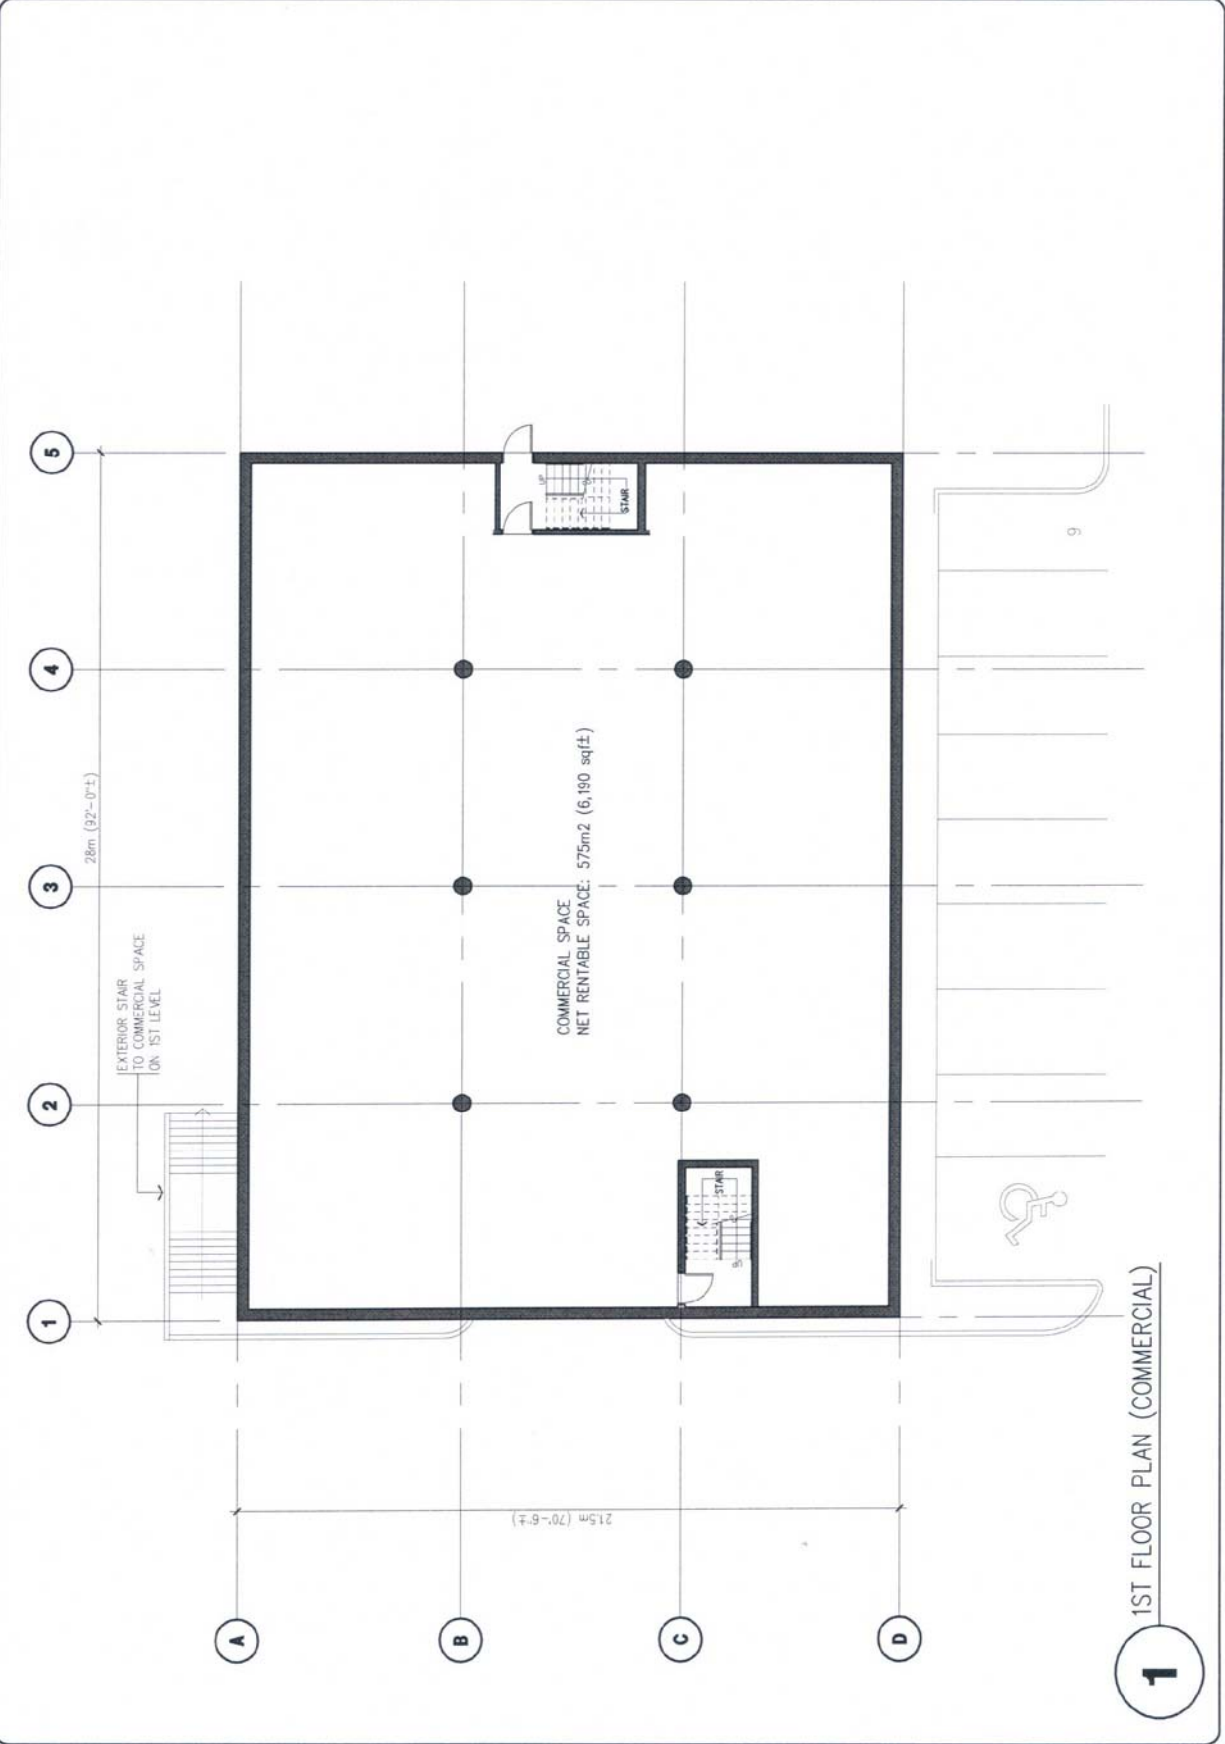 1
2
3
4
5
28m (92'-0"±)
EXTERIOR STAIR
TO COMMERCIAL SPACE
ON 1ST LEVEL
A
B
C
D
21.5m (70'-6"±)
UP
STAIR
COMMERCIAL SPACE
NET RENTABLE SPACE: 575m2 (6,190 sqf±)
STAIR
9
1
1ST FLOOR PLAN (COMMERCIAL)